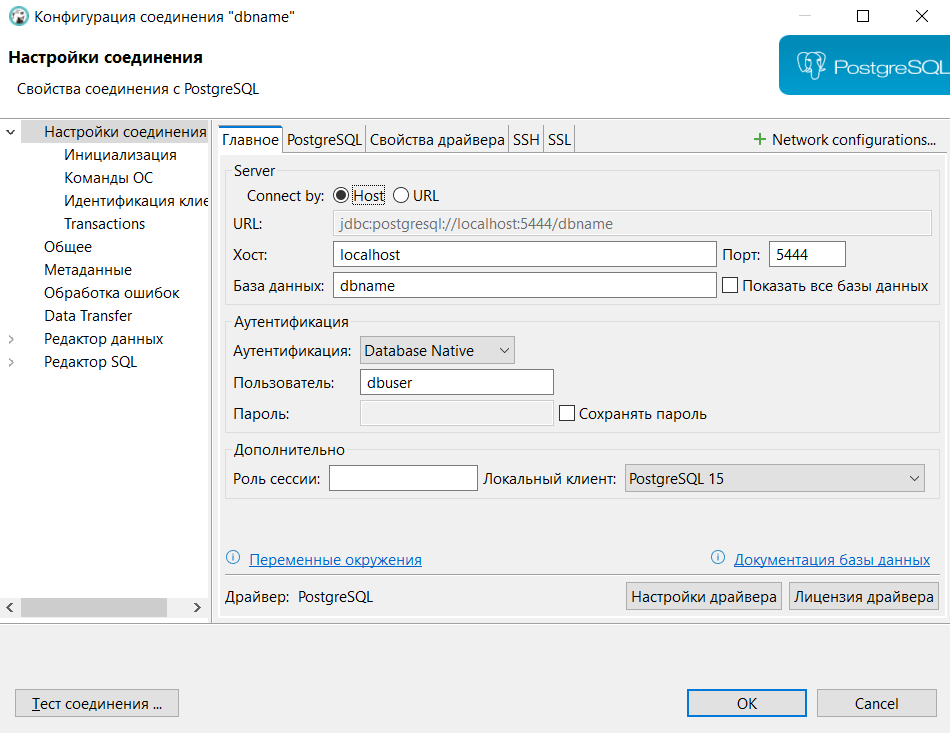 Конфигурация соединения "dbname"
Настройки соединения
Свойства соединения с PostgreSQL
PostgreSQL
Настройки соединения
Инициализация
Команды ОС
Идентификация клие
Transactions
Общее
Метаданные
Обработка ошибок
Data Transfer
Редактор данных
Редактор SQL
Главное PostgreSQL Свойства драйвера SSH SSL + Network configurations...
Server
Connect by: Host URL
URL: jdbc:postgresql://localhost:5444/dbname
Хост: localhost Порт: 5444
База данных: dbname Показать все базы данных
Аутентификация
Аутентификация: Database Native
Пользователь: dbuser
Пароль: Сохранять пароль
Дополнительно
Роль сессии: Локальный клиент: PostgreSQL 15
Переменные окружения Документация базы данных
Драйвер: PostgreSQL Настройки драйвера Лицензия драйвера
Тест соединения ... OK Cancel